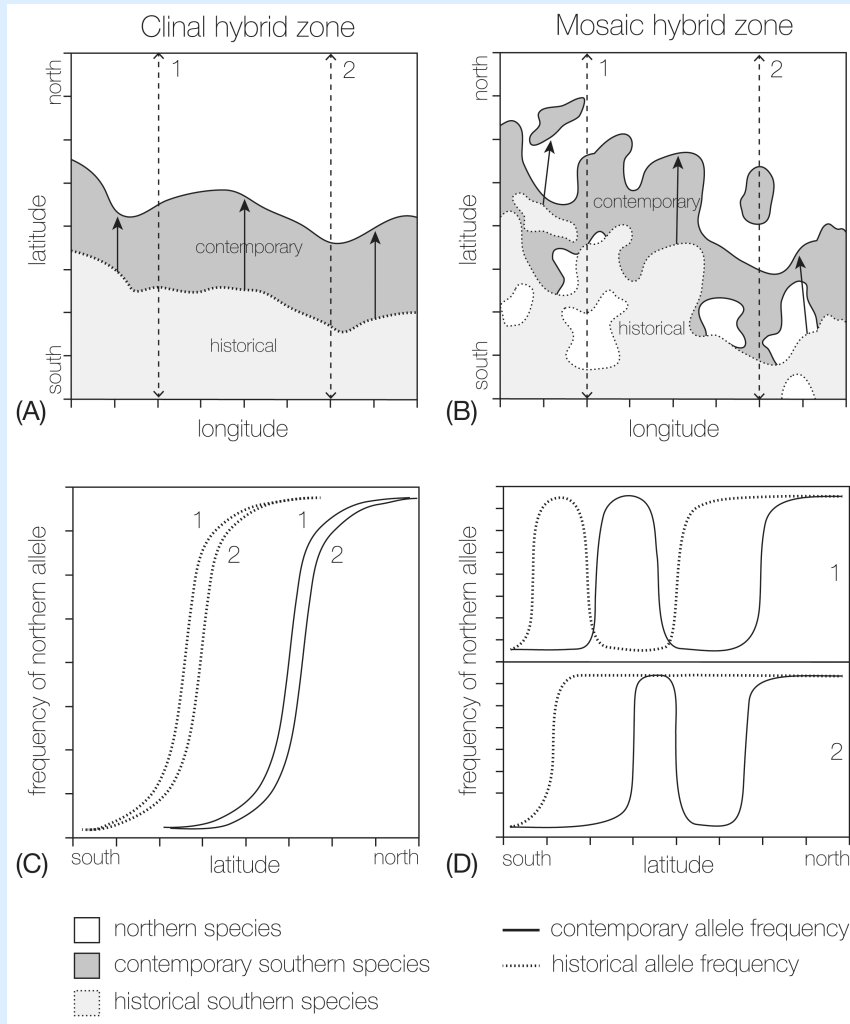 Clinal hybrid zone
Mosaic hybrid zone
north
latitude
south
1
2
contemporary
historical
(A)
longitude
north
latitude
south
1
2
contemporary
historical
(B)
longitude
frequency of northern allele
1
2
1
2
(C)
south
latitude
north
frequency of northern allele
1
2
(D)
south
latitude
north
northern species
contemporary southern species
historical southern species
contemporary allele frequency
historical allele frequency